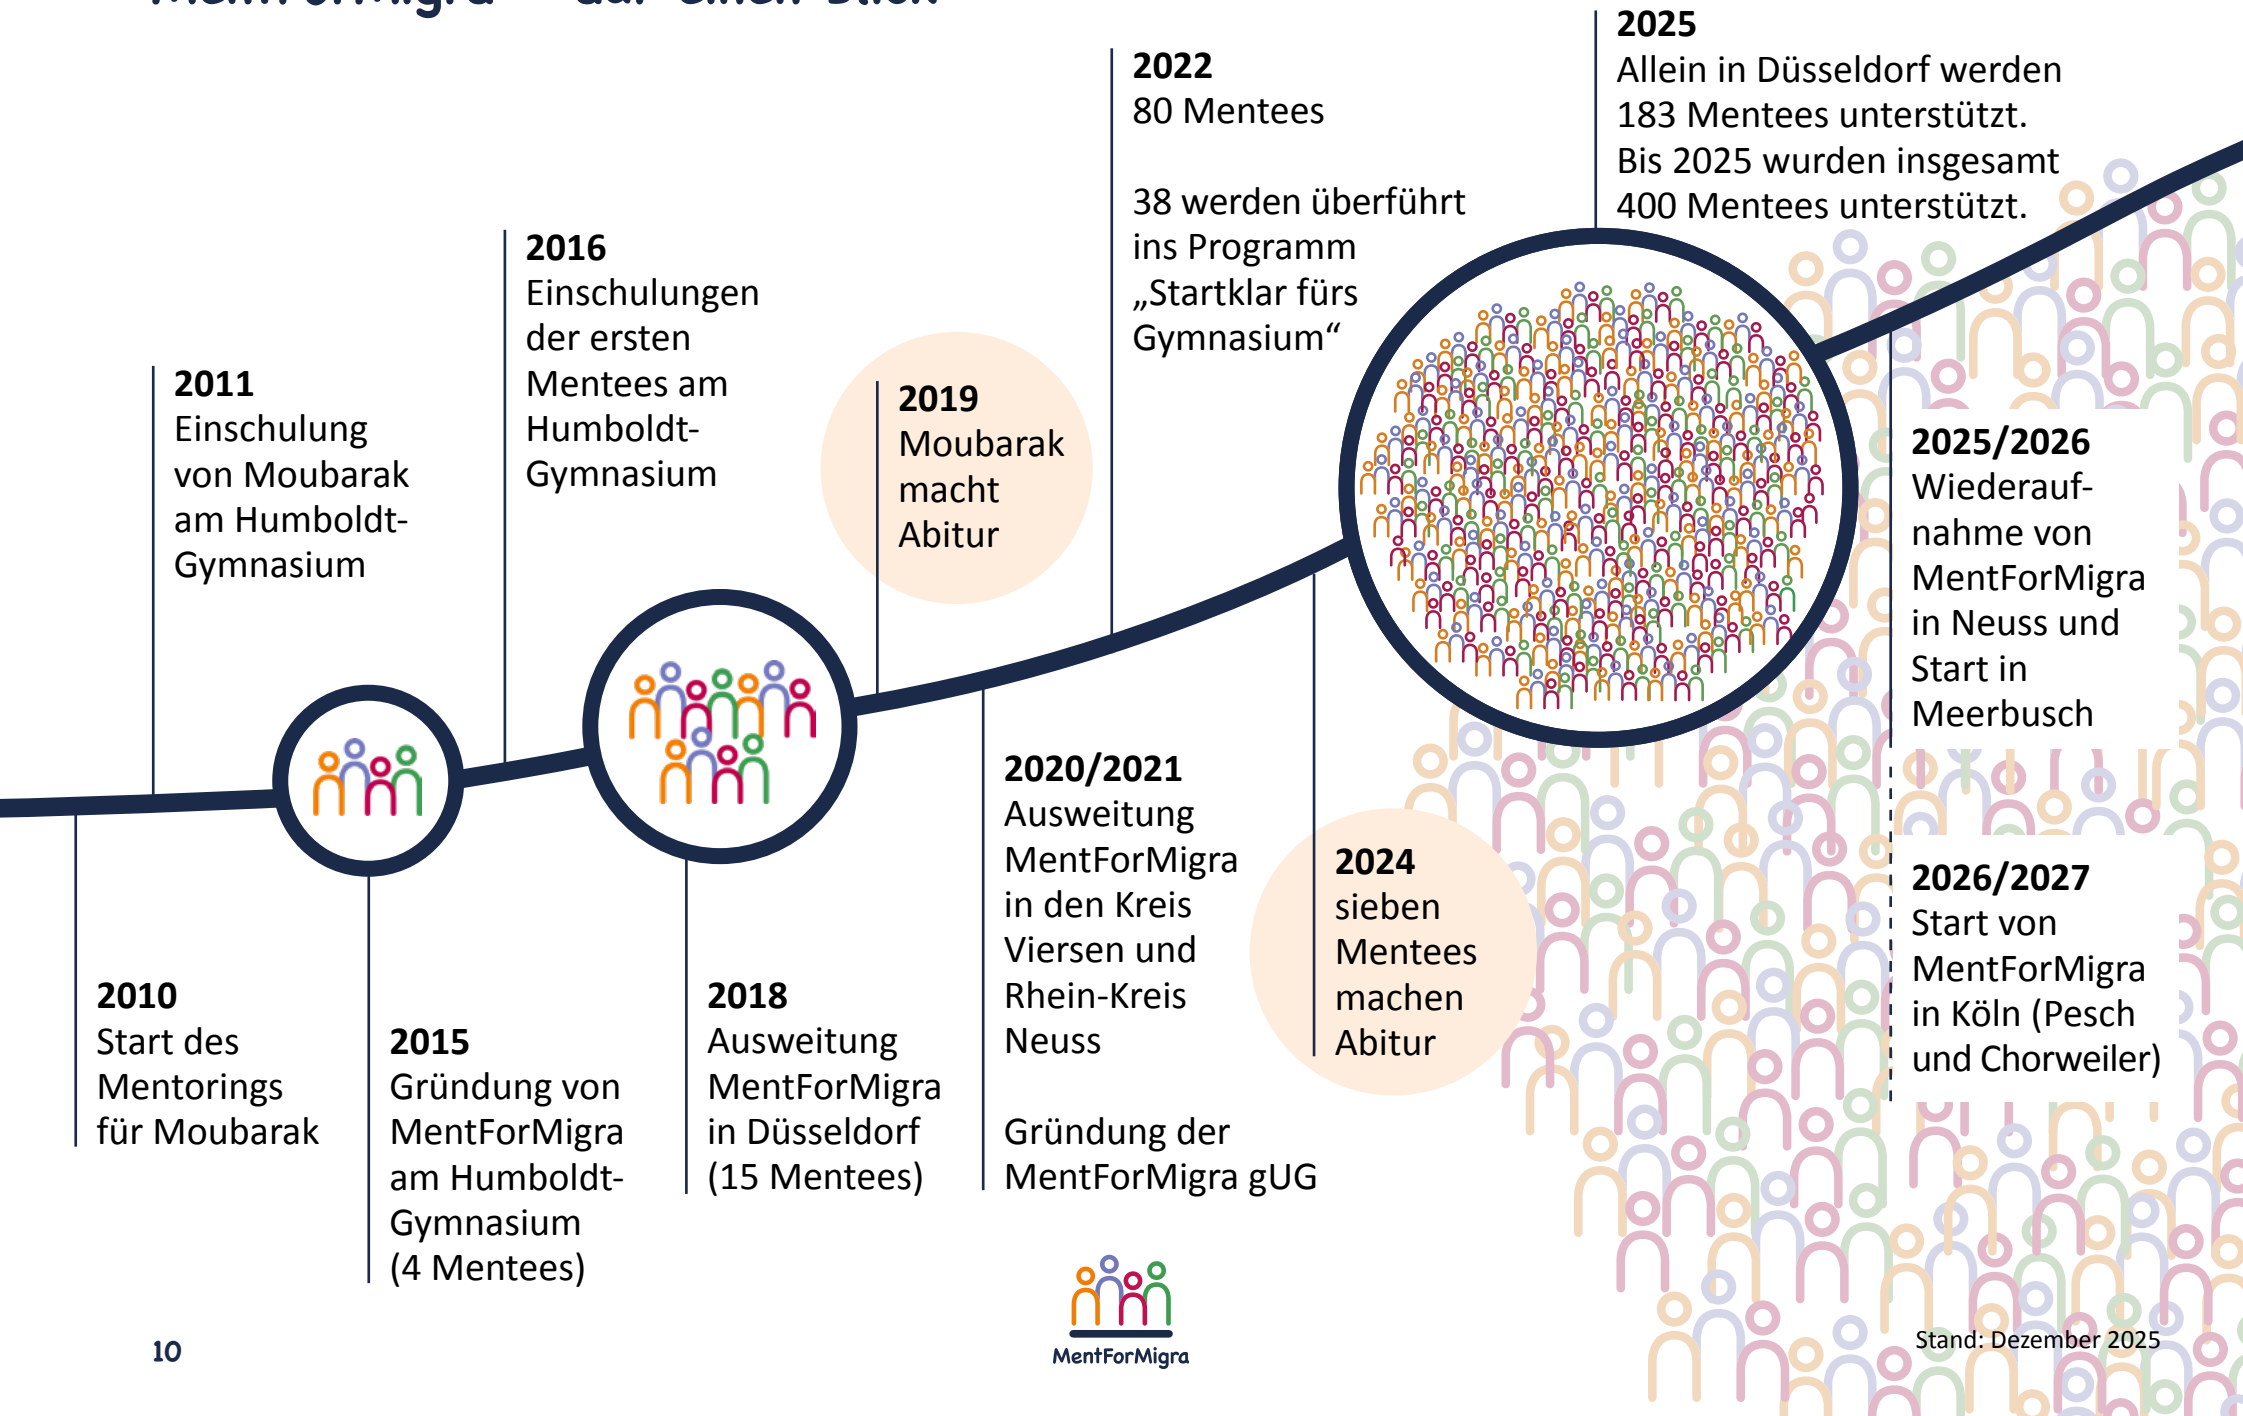 MentForMigra – auf einen Blick
2010
Start des
Mentorings
für Moubarak
2011
Einschulung
von Moubarak
am Humboldt-
Gymnasium
2015
Gründung von
MentForMigra
am Humboldt-
Gymnasium
(4 Mentees)
2016
Einschulungen
der ersten
Mentees am
Humboldt-
Gymnasium
2018
Ausweitung
MentForMigra
in Düsseldorf
(15 Mentees)
2019
Moubarak
macht
Abitur
2020/2021
Ausweitung
MentForMigra
in den Kreis
Viersen und
Rhein-Kreis
Neuss
Gründung der
MentForMigra gUG
2022
80 Mentees
38 werden überführt
ins Programm
„Startklar fürs
Gymnasium“
2024
sieben
Mentees
machen
Abitur
2025
Allein in Düsseldorf werden
183 Mentees unterstützt.
Bis 2025 wurden insgesamt
400 Mentees unterstützt.
2025/2026
Wiederauf-
nahme von
MentForMigra
in Neuss und
Start in
Meerbusch
2026/2027
Start von
MentForMigra
in Köln (Pesch
und Chorweiler)
10
MentForMigra
Stand: Dezember 2025